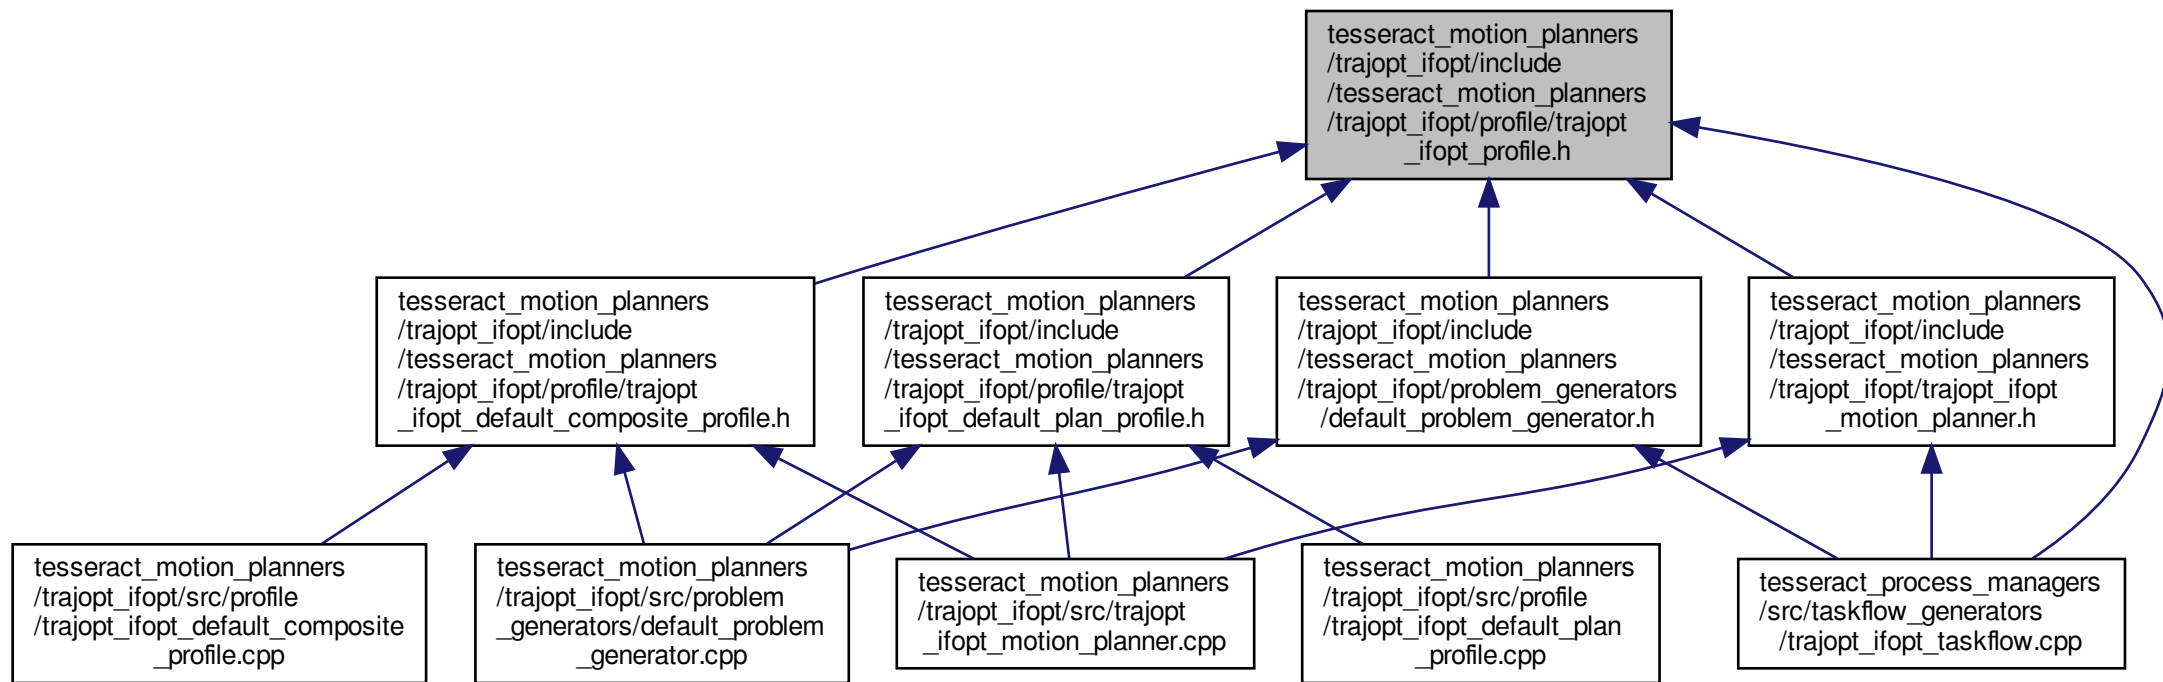 tesseract_motion_planners
/trajopt_ifopt/include
/tesseract_motion_planners
/trajopt_ifopt/profile/trajopt
_ifopt_profile.h
tesseract_motion_planners
/trajopt_ifopt/include
/tesseract_motion_planners
/trajopt_ifopt/profile/trajopt
_ifopt_default_composite_profile.h
tesseract_motion_planners
/trajopt_ifopt/include
/tesseract_motion_planners
/trajopt_ifopt/profile/trajopt
_ifopt_default_plan_profile.h
tesseract_motion_planners
/trajopt_ifopt/include
/tesseract_motion_planners
/trajopt_ifopt/problem_generators
/default_problem_generator.h
tesseract_motion_planners
/trajopt_ifopt/include
/tesseract_motion_planners
/trajopt_ifopt/trajopt_ifopt
_motion_planner.h
tesseract_motion_planners
/trajopt_ifopt/src/profile
/trajopt_ifopt_default_composite
_profile.cpp
tesseract_motion_planners
/trajopt_ifopt/src/problem
_generators/default_problem
_generator.cpp
tesseract_motion_planners
/trajopt_ifopt/src/trajopt
_ifopt_motion_planner.cpp
tesseract_motion_planners
/trajopt_ifopt/src/profile
/trajopt_ifopt_default_plan
_profile.cpp
tesseract_process_managers
/src/taskflow_generators
/trajopt_ifopt_taskflow.cpp